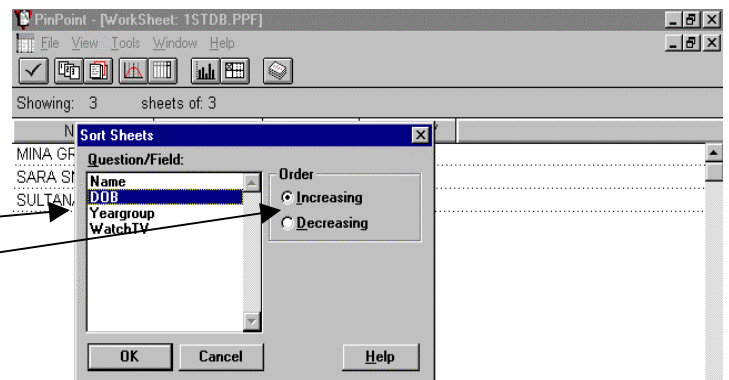 PinPoint - [WorkSheet: 1STDB.PPF]
File View Tools Window Help
Showing: 3 sheets of: 3
N
Sort Sheets
MINA GR
SARA SN
SULTAN
Question/Field:
Name
DOB
Yeargroup
WatchTV
Order
Increasing
Decreasing
OK Cancel Help